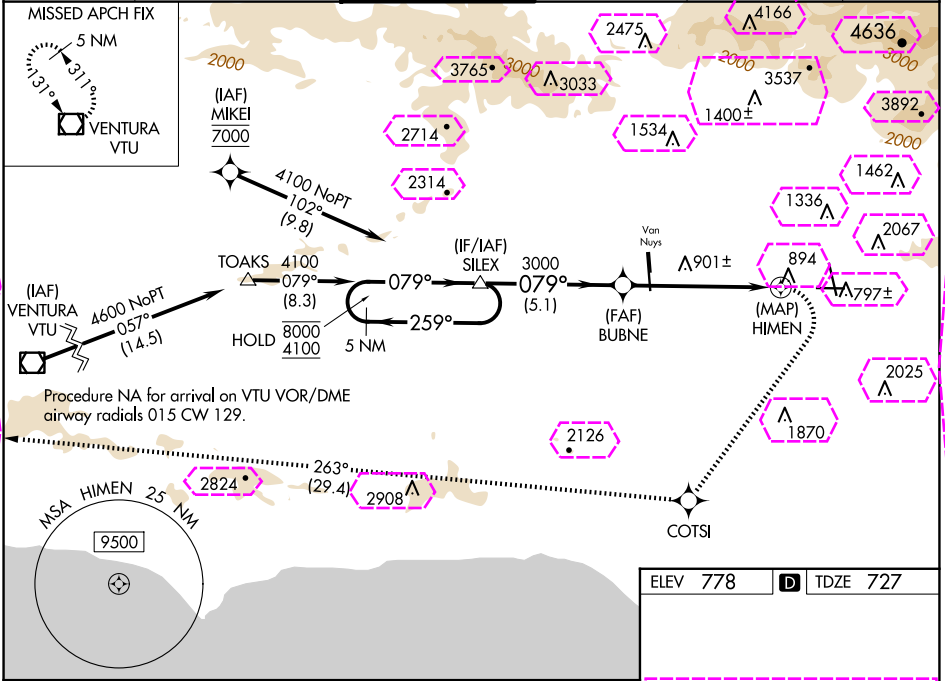 MISSED APCH FIX
5 NM
311°
131°
VENTURA
VTU
2000
(IAF)
MIKEI
7000
4100 NoPT
102°
(9.8)
2475
4166
4636
3765
3000
3033
2000
3537
3000
1400±
3892
2714
1534
2000
2314
1462
1336
2067
TOAKS
4100
079°
(8.3)
079°
(IF/IAF)
SILEX
3000
079°
(5.1)
Van
Nuys
901±
894
797±
(IAF)
VENTURA
VTU
4600 NoPT
057°
(14.5)
HOLD
8000
4100
259°
5 NM
(FAF)
BUBNE
(MAP)
HIMEN
Procedure NA for arrival on VTU VOR/DME
airway radials 015 CW 129.
2025
1870
2126
263°
(29.4)
2824
2908
COTSI
MSA HIMEN 25 NM
9500
ELEV 778
D
TDZE 727